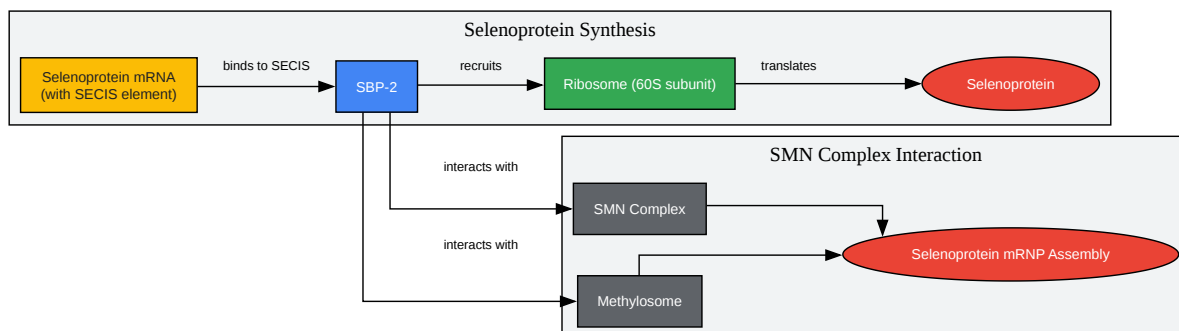 Selenoprotein Synthesis
Selenoprotein mRNA
(with SECIS element)
binds to SECIS
SBP-2
recruits
Ribosome (60S subunit)
translates
Selenoprotein
SMN Complex Interaction
interacts with
SMN Complex
interacts with
Selenoprotein mRNP Assembly
Methylosome